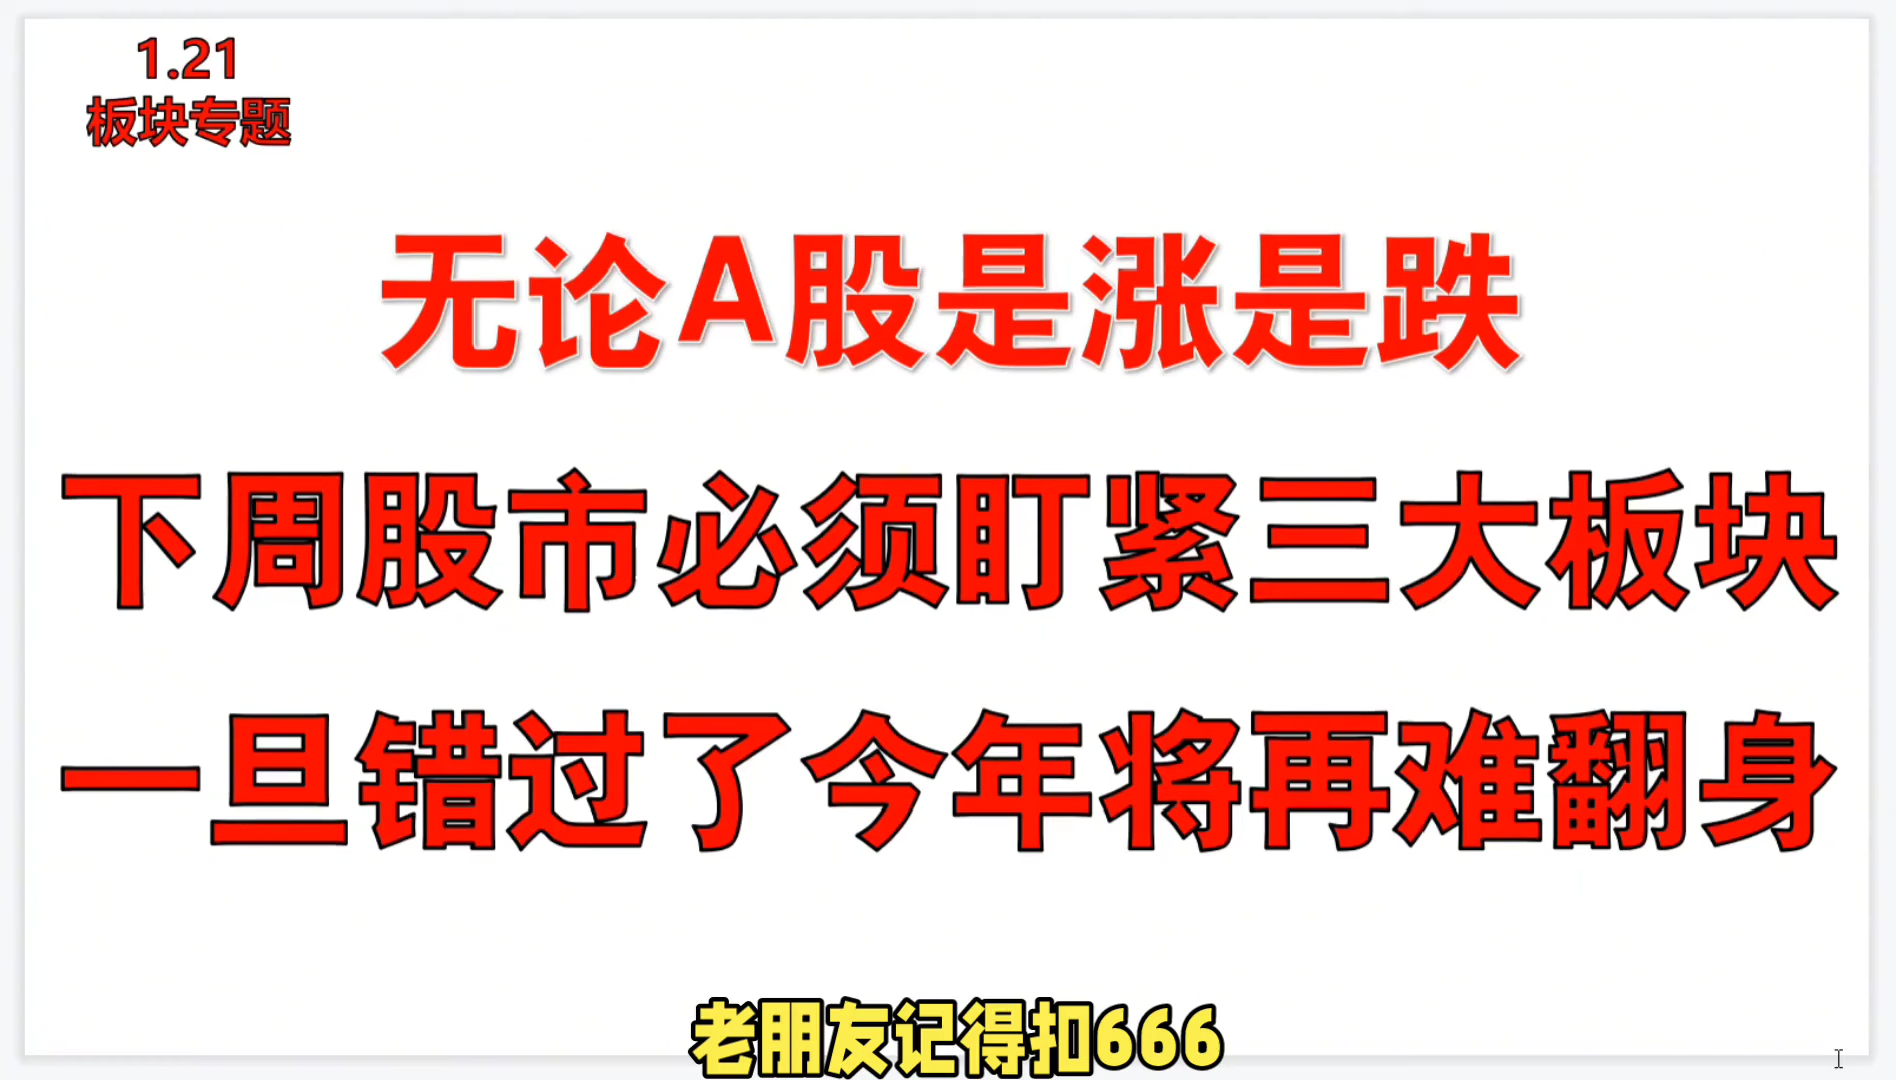 1.21
板块专题
无论A股是涨是跌
下周股市必须盯紧三大板块
一旦错过了今年将再难翻身
老朋友记得扣666